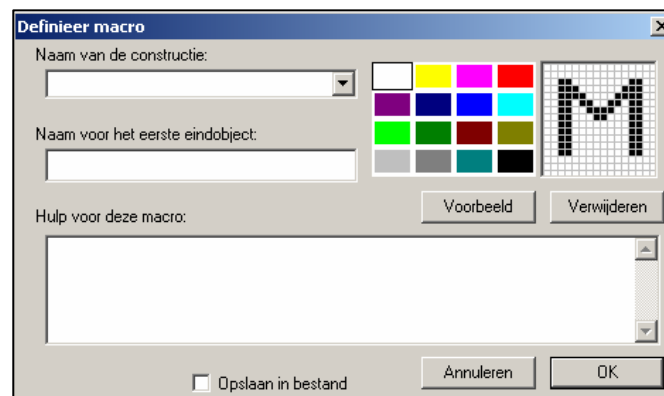 Definieer macro
Naam van de constructie:
Naam voor het eerste eindobject:
Voorbeeld
Verwijderen
Hulp voor deze macro:
Opslaan in bestand
Annuleren
OK